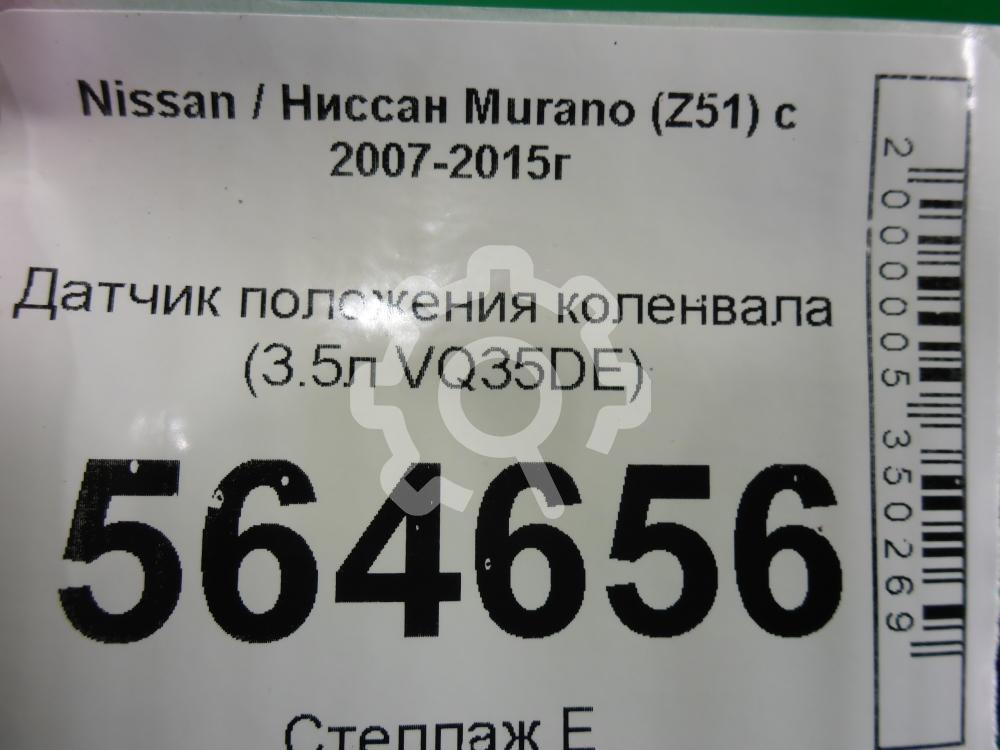 Nissan / Ниссан Murano (Z51) с
2007-2015г
Датчик положения коленвала
(3.5л VQ35DE)
564656
Стеллаж E
2000005350269